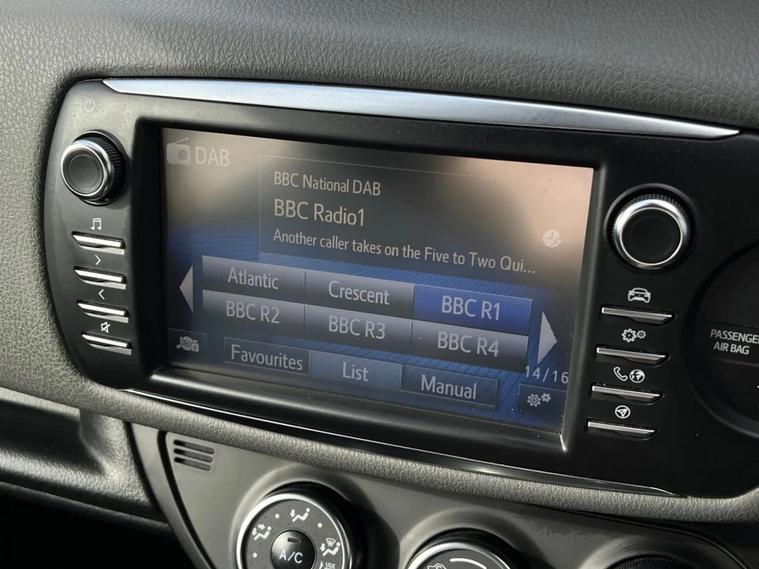 DAB
BBC National DAB
BBC Radio1
Another caller takes on the Five to Two Qui...
Atlantic Crescent BBC R1
BBC R2 BBC R3 BBC R4
14/16
Favourites List Manual
PASSENGER
AIR BAG
A/C